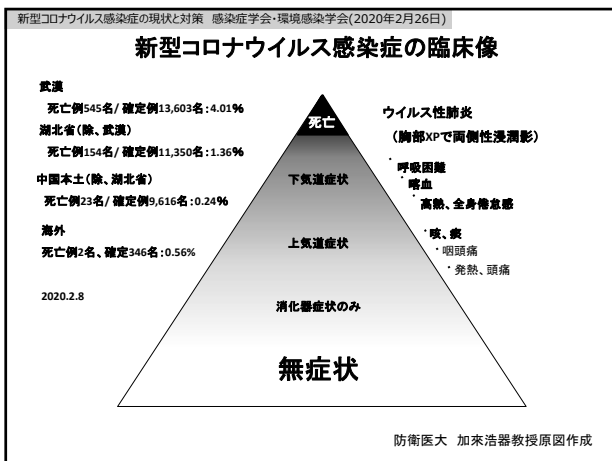 新型コロナウイルス感染症の現状と対策 感染症学会・環境感染学会(2020年2月26日)
新型コロナウイルス感染症の臨床像
武漢
死亡例545名/確定例13,603名:4.01%
湖北省(除、武漢)
死亡例154名/確定例11,350名:1.36%
中国本土(除、湖北省)
死亡例23名/確定例9,616名:0.24%
海外
死亡例2名、確定346名:0.56%
2020.2.8
死亡
下気道症状
上気道症状
消化器症状のみ
無症状
ウイルス性肺炎
(胸部XPで両側性浸潤影)
・呼吸困難
・喀血
・高熱、全身倦怠感
・咳、痰
・咽頭痛
・発熱、頭痛
防衛医大 加來浩器教授原図作成